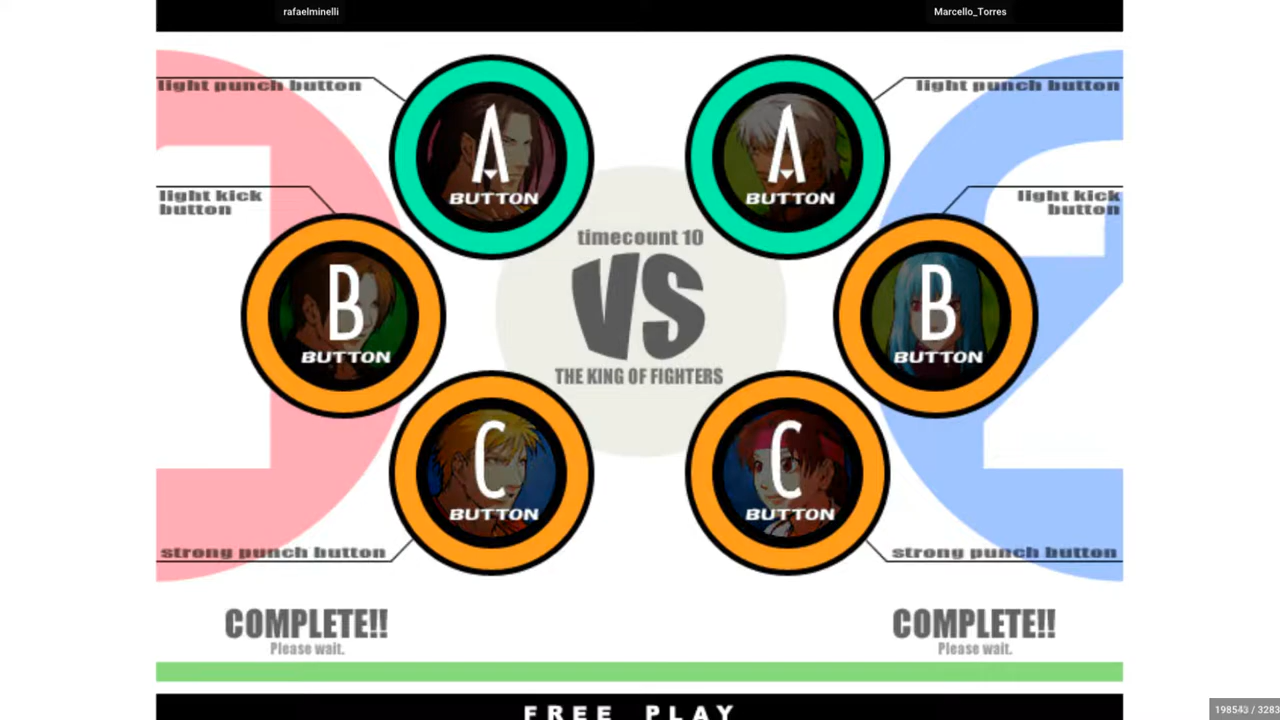 rafaelminelli
Marcello_Torres
light punch button
light punch button
A
BUTTON
A
BUTTON
light kick
button
light kick
button
timecount 10
VS
THE KING OF FIGHTERS
B
BUTTON
B
BUTTON
C
BUTTON
C
BUTTON
strong punch button
strong punch button
COMPLETE!!
Please wait.
COMPLETE!!
Please wait.
FREE PLAY
198543 / 3283